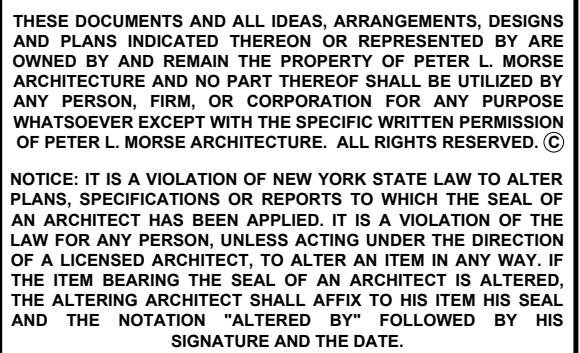 THESE DOCUMENTS AND ALL IDEAS, ARRANGEMENTS, DESIGNS
AND PLANS INDICATED THEREON OR REPRESENTED BY ARE
OWNED BY AND REMAIN THE PROPERTY OF PETER L. MORSE
ARCHITECTURE AND NO PART THEREOF SHALL BE UTILIZED BY
ANY PERSON, FIRM, OR CORPORATION FOR ANY PURPOSE
WHATSOEVER EXCEPT WITH THE SPECIFIC WRITTEN PERMISSION
OF PETER L. MORSE ARCHITECTURE. ALL RIGHTS RESERVED. ©
NOTICE: IT IS A VIOLATION OF NEW YORK STATE LAW TO ALTER
PLANS, SPECIFICATIONS OR REPORTS TO WHICH THE SEAL OF
AN ARCHITECT HAS BEEN APPLIED. IT IS A VIOLATION OF THE
LAW FOR ANY PERSON, UNLESS ACTING UNDER THE DIRECTION
OF A LICENSED ARCHITECT, TO ALTER AN ITEM IN ANY WAY. IF
THE ITEM BEARING THE SEAL OF AN ARCHITECT IS ALTERED,
THE ALTERING ARCHITECT SHALL AFFIX TO HIS ITEM HIS SEAL
AND THE NOTATION "ALTERED BY" FOLLOWED BY HIS
SIGNATURE AND THE DATE.